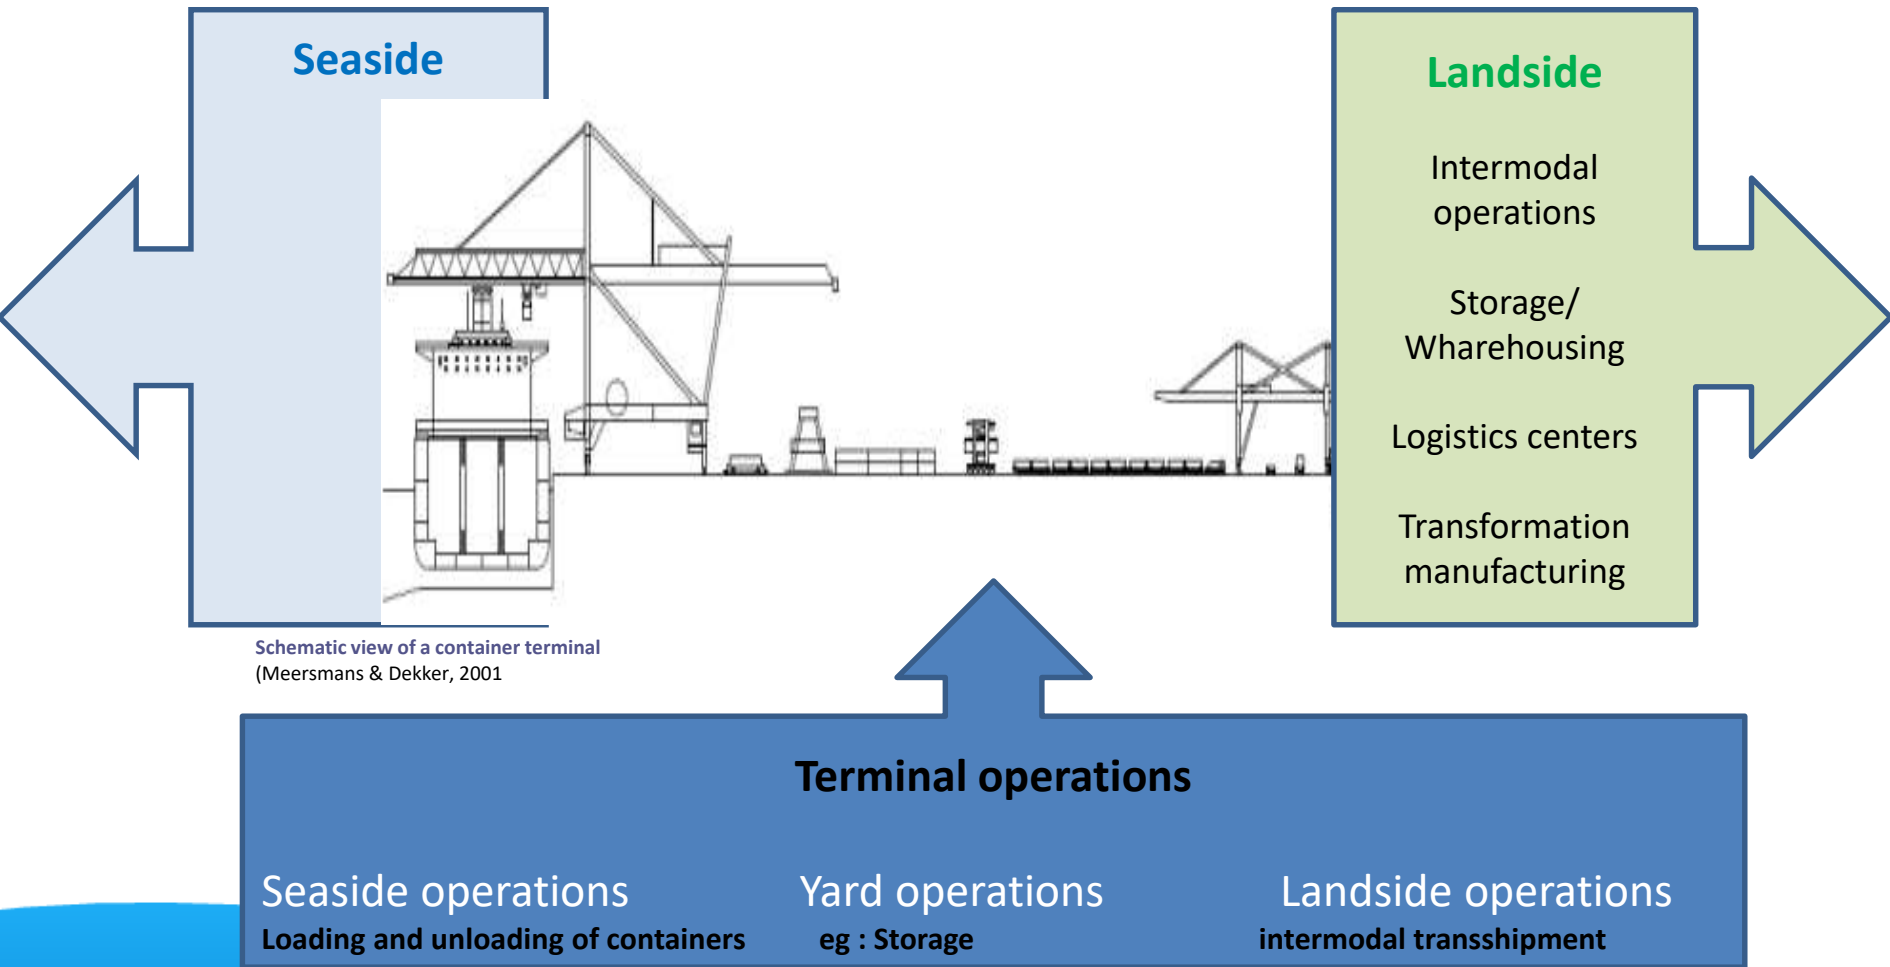 Seaside
Landside
Intermodal
operations
Storage/
Wharehousing
Logistics centers
Transformation
manufacturing
Schematic view of a container terminal
(Meersmans & Dekker, 2001
Terminal operations
Seaside operations
Yard operations
Landside operations
Loading and unloading of containers
eg : Storage
intermodal transshipment